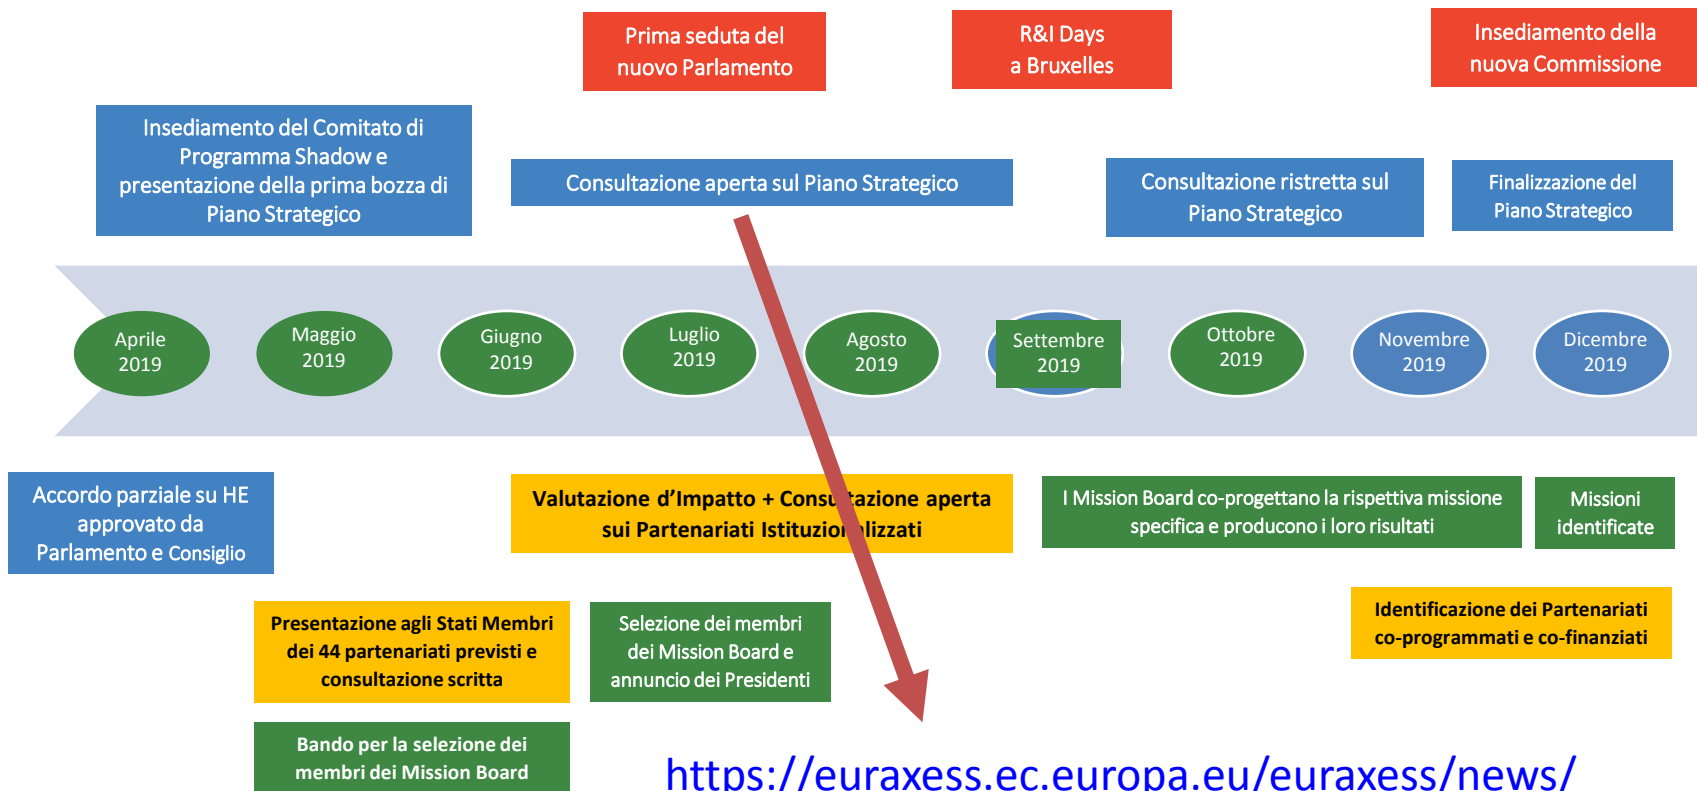 Prima seduta del
nuovo Parlamento
R&I Days
a Bruxelles
Insediamento della
nuova Commissione
Insediamento del Comitato di
Programma Shadow e
presentazione della prima bozza di
Piano Strategico
Consultazione aperta sul Piano Strategico
Consultazione ristretta sul
Piano Strategico
Finalizzazione del
Piano Strategico
Aprile
2019
Maggio
2019
Giugno
2019
Luglio
2019
Agosto
2019
Settembre
2019
Ottobre
2019
Novembre
2019
Dicembre
2019
Accordo parziale su HE
approvato da
Parlamento e Consiglio
Valutazione d'Impatto + Consultazione aperta
sui Partenariati Istituzionalizzati
I Mission Board co-progettano la rispettiva missione
specifica e producono i loro risultati
Missioni
identificate
Presentazione agli Stati Membri
dei 44 partenariati previsti e
consultazione scritta
Selezione dei membri
dei Mission Board e
annuncio dei Presidenti
Identificazione dei Partenariati
co-programmati e co-finanziati
Bando per la selezione dei
membri dei Mission Board
https://euraxess.ec.europa.eu/euraxess/news/